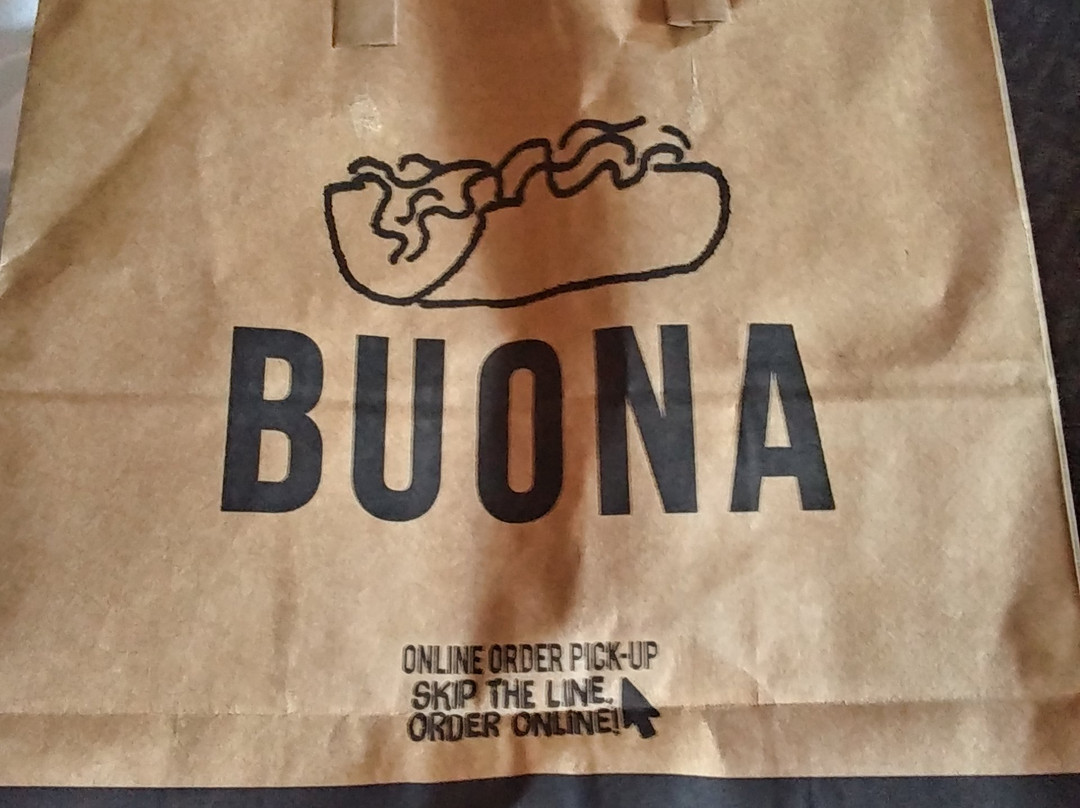 BUONA
ONLINE ORDER PICK-UP
SKIP THE LINE,
ORDER ONLINE!